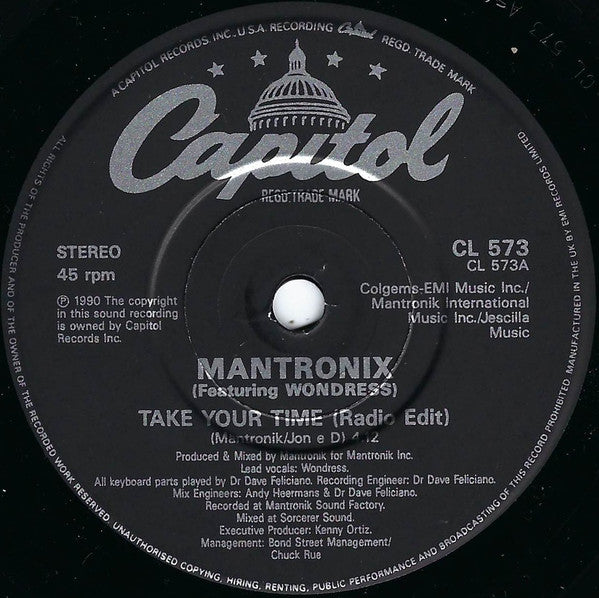 A CAPITOL RECORDS, INC., U.S.A. RECORDING Capitol REGD. TRADE MARK
Capitol
REGD. TRADE MARK
STEREO
45 rpm
℗ 1990 The copyright
in this sound recording
is owned by Capitol
Records Inc.
CL 573
CL 573A
Colgems-EMI Music Inc./
Mantronik International
Music Inc./Jescilla
Music
MANTRONIX
(Featuring WONDRESS)
TAKE YOUR TIME (Radio Edit)
(Mantronik/Jon e D) 4:12
Produced & Mixed by Mantronik for Mantronik Inc.
Lead vocals: Wondress.
All keyboard parts played by Dr Dave Feliciano. Recording Engineer: Dr Dave Feliciano.
Mix Engineers: Andy Heermans & Dr Dave Feliciano.
Recorded at Mantronik Sound Factory.
Mixed at Sorcerer Sound.
Executive Producer: Kenny Ortiz.
Management: Bond Street Management/
Chuck Rue
ALL RIGHTS OF THE PRODUCER AND OF THE OWNER OF THE RECORDED WORK RESERVED. UNAUTHORISED COPYING, HIRING, RENTING, PUBLIC PERFORMANCE AND BROADCASTING OF THIS RECORD PROHIBITED. MANUFACTURED IN THE UK BY EMI RECORDS LIMITED
CL 573